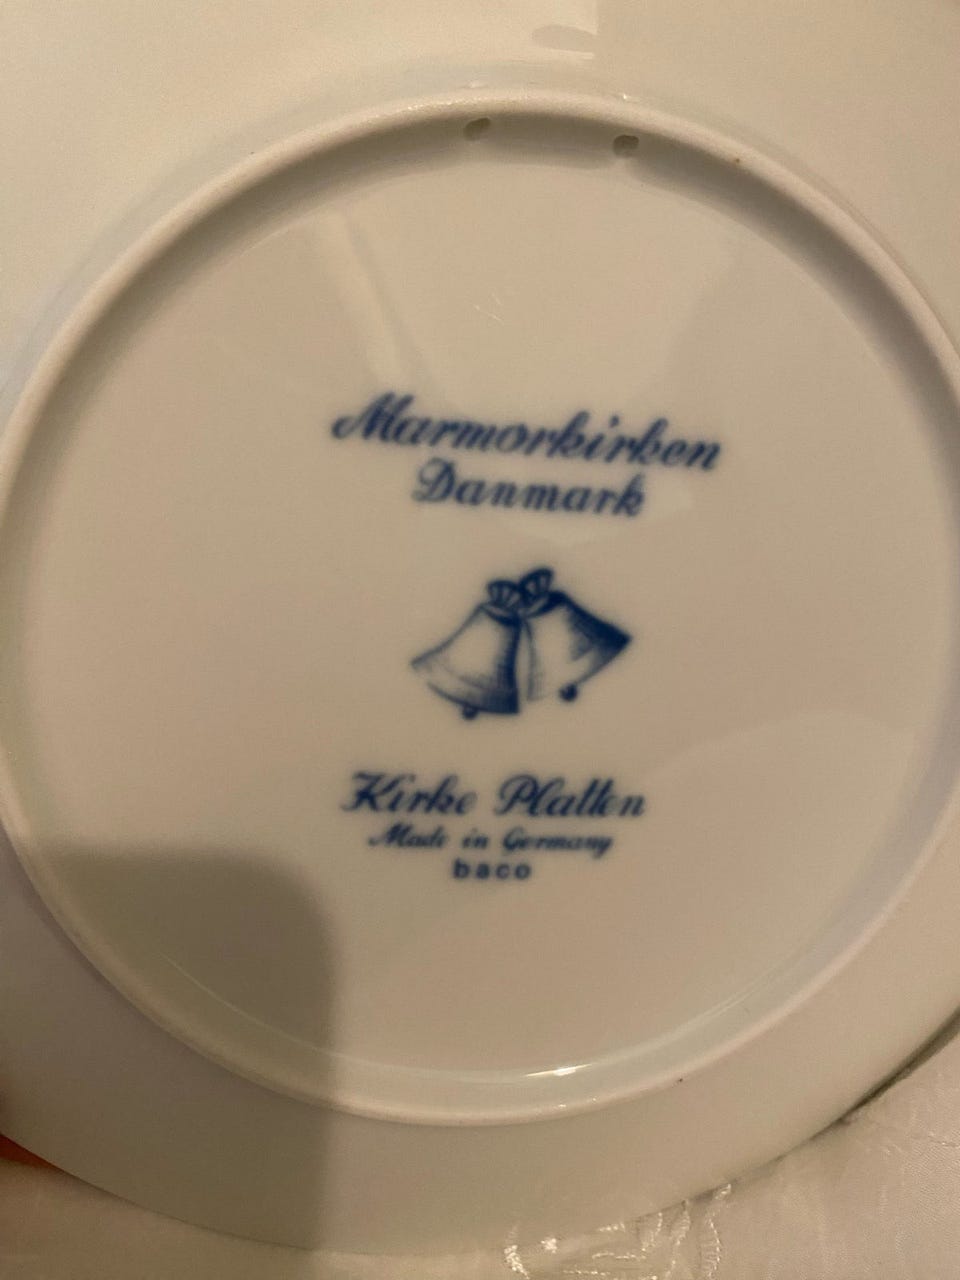 Marmorkirken
Danmark
Kirke Platten
Made in Germany
baco